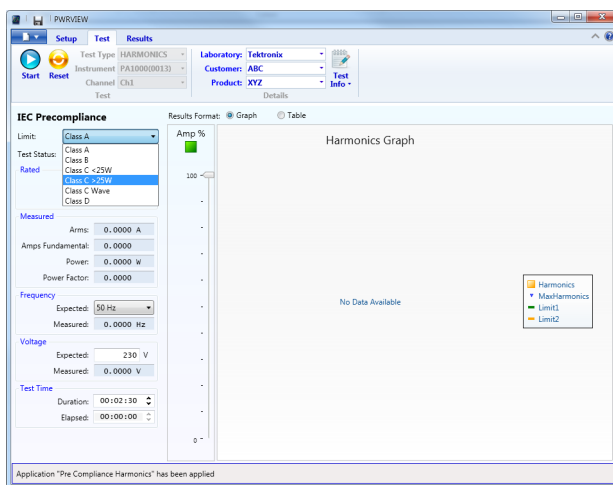 PWRVIEW
Setup Test Results
Start
Reset
Test Type HARMONICS
Instrument PA1000(0013)
Channel Ch1
Test
Laboratory: Tektronix
Customer: ABC
Product: XYZ
Test
Info
Details
IEC Precompliance
Results Format: Graph Table
Limit: Class A
Class A
Class B
Class C <25W
Class C >25W
Class C Wave
Class D
Test Status:
Rated
Measured
Arms: 0.0000 A
Amps Fundamental: 0.0000
Power: 0.0000 W
Power Factor: 0.0000
Frequency
Expected: 50 Hz
Measured: 0.0000 Hz
Voltage
Expected: 230 V
Measured: 0.0000 V
Test Time
Duration: 00:02:30
Elapsed: 00:00:00
Amp %
100
0
Harmonics Graph
No Data Available
Harmonics
MaxHarmonics
Limit1
Limit2
Application "Pre Compliance Harmonics" has been applied